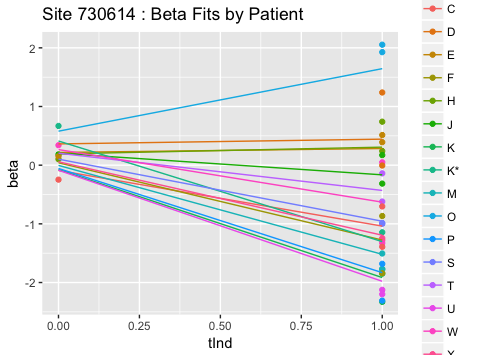 Site 730614 : Beta Fits by Patient
beta
2
1
0
-1
-2
0.00 0.25 0.50 0.75 1.00
tInd
C
D
E
F
H
J
K
K*
M
O
P
S
T
U
W